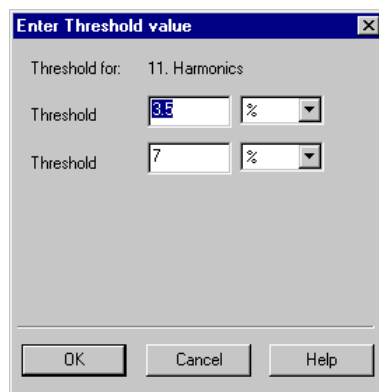 Enter Threshold value
Threshold for: 11. Harmonics
Threshold 3.5 %
Threshold 7 %
OK Cancel Help